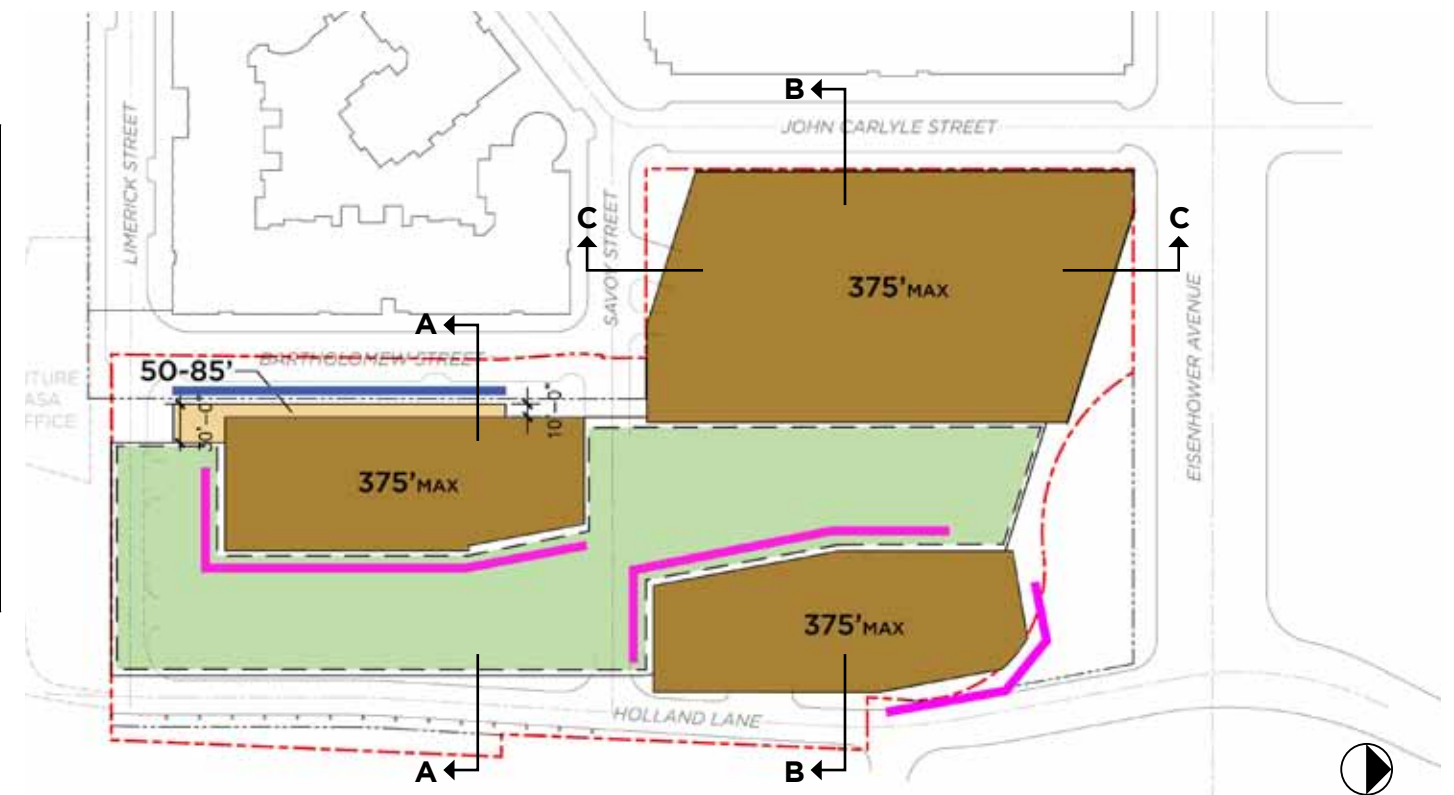 B
JOHN CARLYLE STREET
LIMERICK STREET
SAVOY STREET
C
C
375'MAX
EISENHOWER AVENUE
A
BARTHOLOMEW STREET
50-85'
30'-0"
10'-0"
375'MAX
375'MAX
HOLLAND LANE
A
B